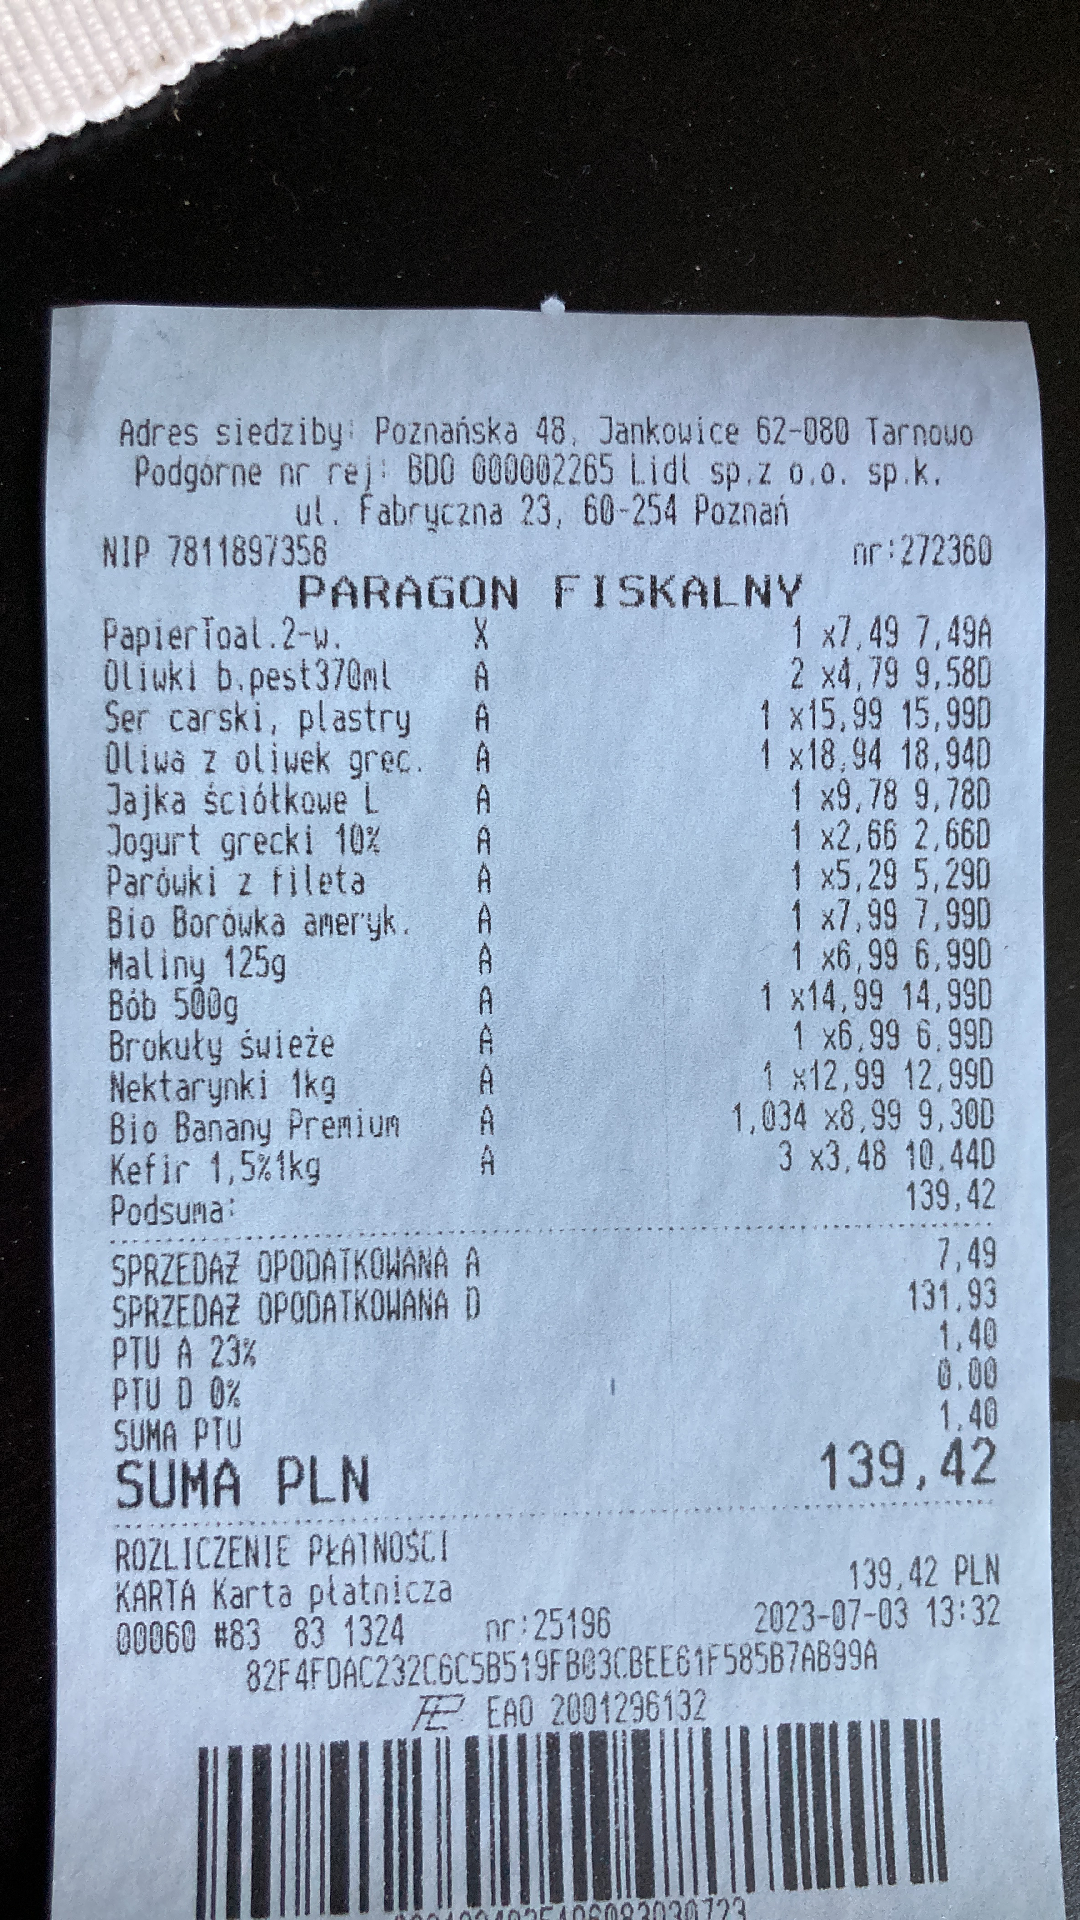 Adres siedziby: Poznańska 48, Jankowice 62-080 Tarnowo
Podgórne nr rej: BDO 000002265 Lidl sp.z o.o. sp.k.
ul. Fabryczna 23, 60-254 Poznań
NIP 7811897358 nr:272360
PARAGON FISKALNY
PapierToal.2-w. X 1 x7,49 7,49A
Oliwki b.pest370ml A 2 x4,79 9,58D
Ser carski, plastry A 1 x15,99 15,99D
Oliwa z oliwek grec. A 1 x18,94 18,94D
Jajka ściółkowe L A 1 x9,78 9,78D
Jogurt grecki 10% A 1 x2,66 2,66D
Parówki z fileta A 1 x5,29 5,29D
Bio Borówka ameryk. A 1 x7,99 7,99D
Maliny 125g A 1 x6,99 6,99D
Bób 500g A 1 x14,99 14,99D
Brokuły świeże A 1 x6,99 6,99D
Nektarynki 1kg A 1 x12,99 12,99D
Bio Banany Premium A 1,034 x8,99 9,30D
Kefir 1,5%1kg A 3 x3,48 10,44D
Podsuma: 139,42
SPRZEDAŻ OPODATKOWANA A 7,49
SPRZEDAŻ OPODATKOWANA D 131,93
PTU A 23% 1,40
PTU D 0% 0,00
SUMA PTU 1,40
SUMA PLN 139,42
ROZLICZENIE PŁATNOŚCI
KARTA Karta płatnicza 139,42 PLN
00060 #83 83 1324 nr:25196 2023-07-03 13:32
82F4FDAC232C6C5B519FB03CBEE61F585B7AB99A
EAO 2001296132